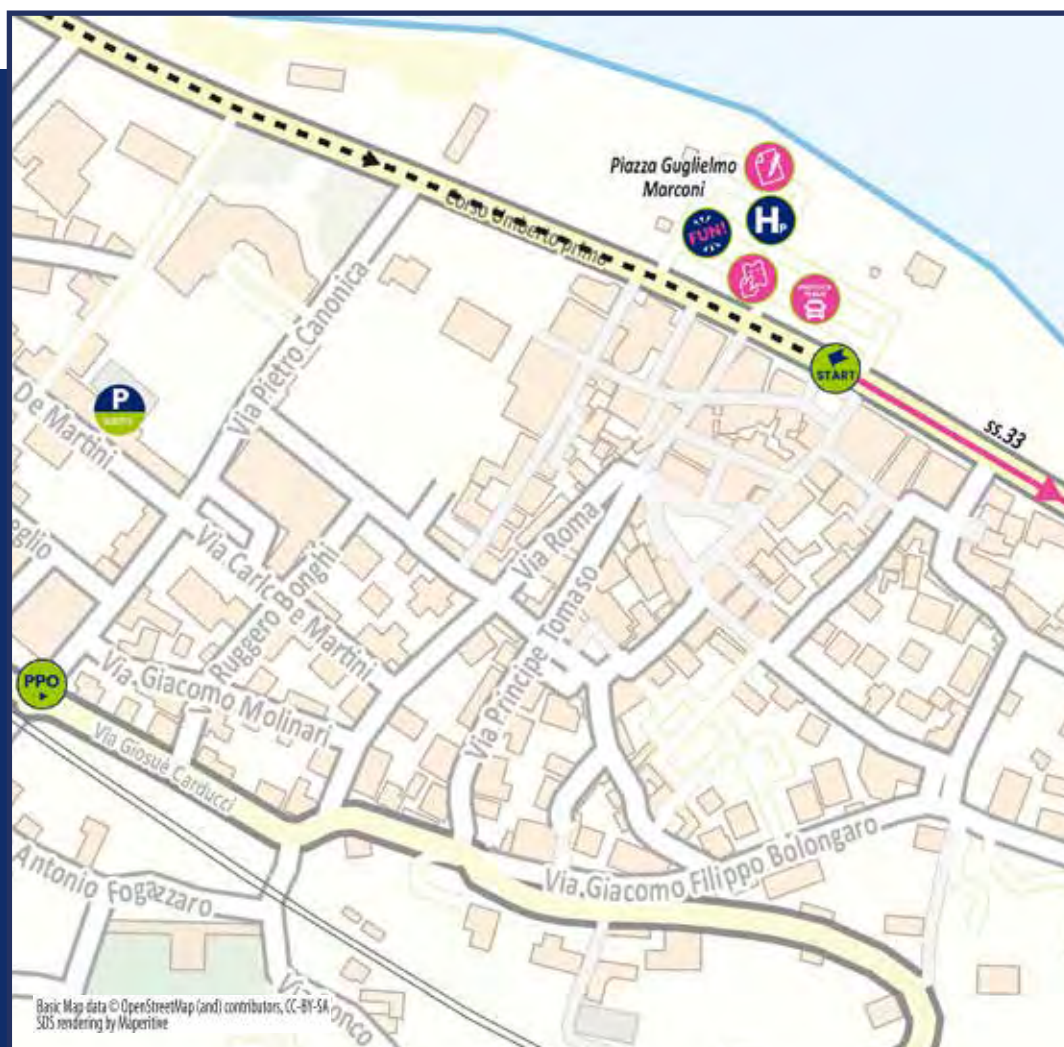 Piazza Guglielmo
Marconi
H P
FUN!
Corso Umberto primo
START
ss.33
Via Pietro Canonica
P
De Martini
Via Roma
Via Carlo e Martini
Ruggero Bonghi
Via Principe Tomaso
PPO
Via Giacomo Molinari
Via Giosuè Carducci
Via Giacomo Filippo Bolongaro
Antonio Fogazzaro
Basic Map data © OpenStreetMap (and) contributors, CC-BY-SA
SDS rendering by Maperitive